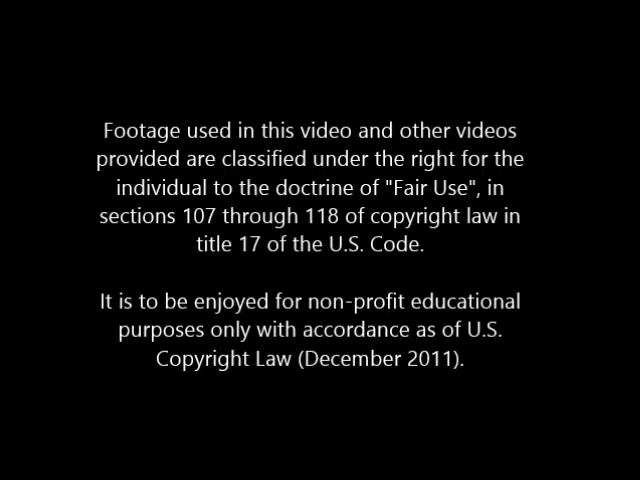 Footage used in this video and other videos
provided are classified under the right for the
individual to the doctrine of "Fair Use", in
sections 107 through 118 of copyright law in
title 17 of the U.S. Code.
It is to be enjoyed for non-profit educational
purposes only with accordance as of U.S.
Copyright Law (December 2011).